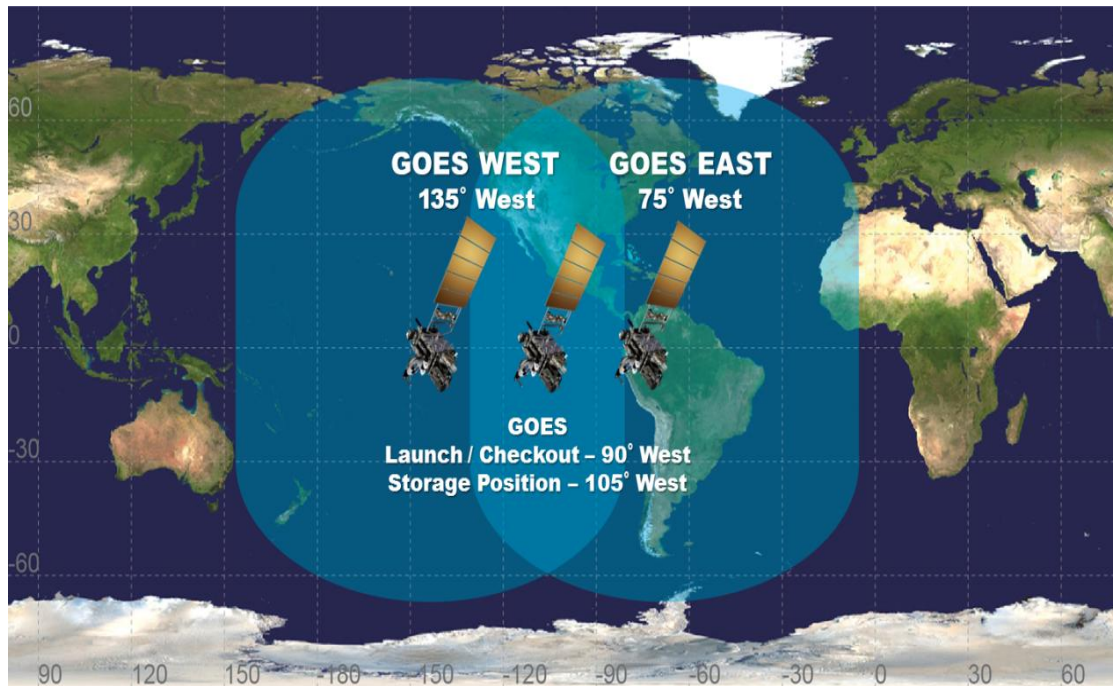 GOES WEST
135° West
GOES EAST
75° West
GOES
Launch / Checkout – 90° West
Storage Position – 105° West
60
30
0
-30
-60
90
120
150
-180
-150
-120
-90
-60
-30
0
30
60